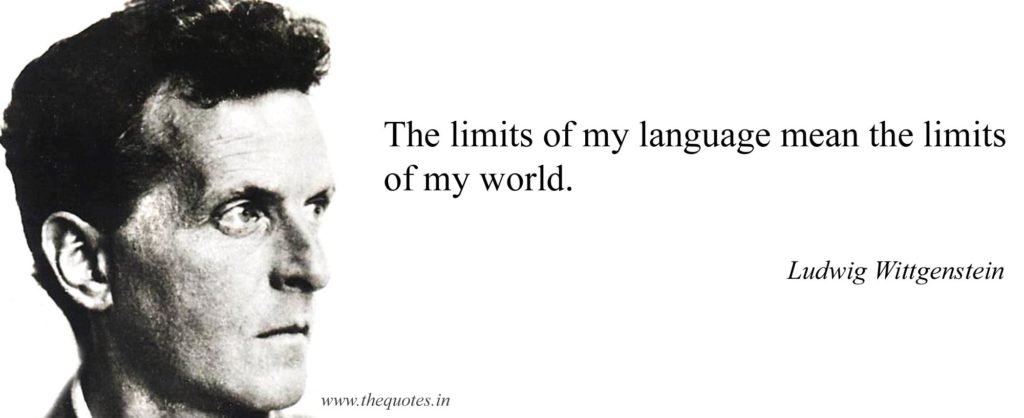 The limits of my language mean the limits
of my world.
Ludwig Wittgenstein
www.thequotes.in